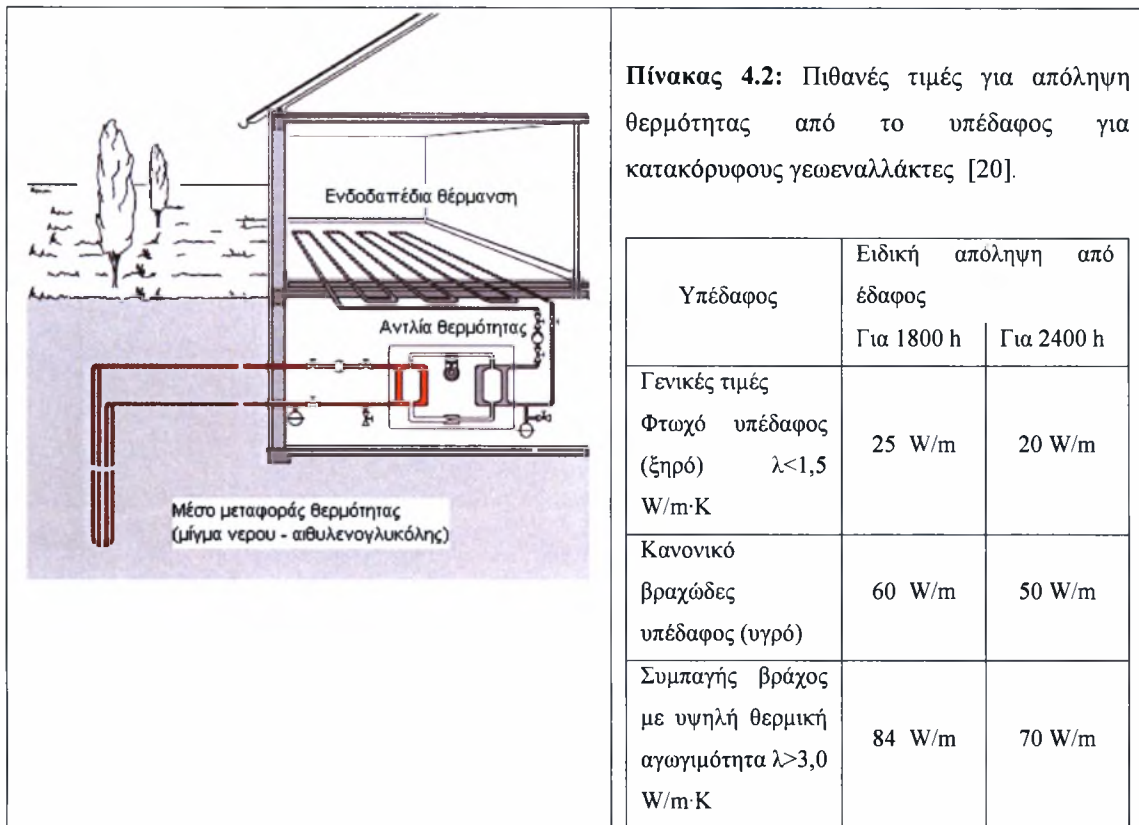 Ενδοδαπέδια θέρμανση
Αντλία θερμότητας
Μέσο μεταφοράς θερμότητας
(μίγμα νερου - αιθυλενογλυκόλης)
Πίνακας 4.2: Πιθανές τιμές για απόληψη
θερμότητας από το υπέδαφος για
κατακόρυφους γεωεναλλάκτες [20].
Υπέδαφος
Ειδική απόληψη από
έδαφος
Για 1800 h
Για 2400 h
Γενικές τιμές
Φτωχό υπέδαφος
(ξηρό) λ<1,5
W/m·K
25 W/m
20 W/m
Κανονικό
βραχώδες
υπέδαφος (υγρό)
60 W/m
50 W/m
Συμπαγής βράχος
με υψηλή θερμική
αγωγιμότητα λ>3,0
W/m·K
84 W/m
70 W/m